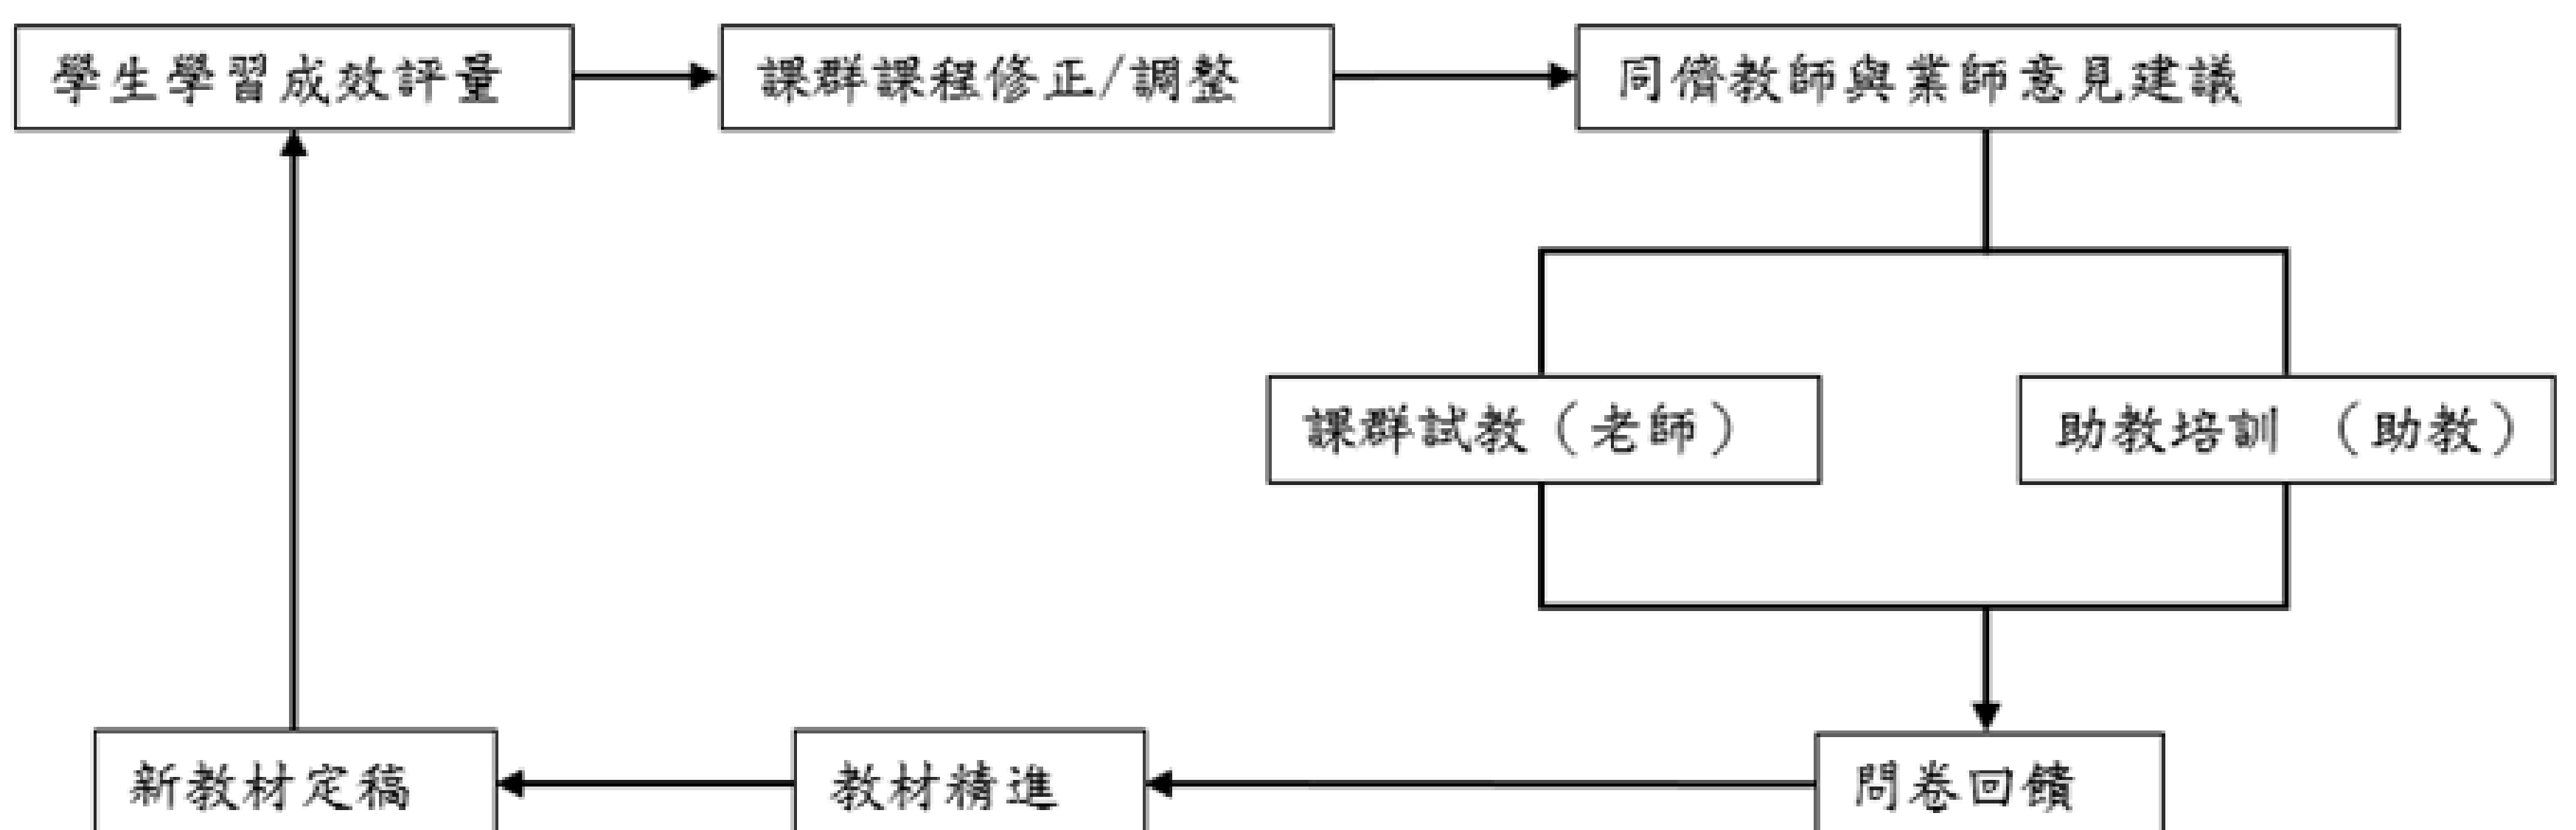 學生學習成效評量
課群課程修正/調整
同儕教師與業師意見建議
課群試教（老師）
助教培訓 （助教）
問卷回饋
教材精進
新教材定稿